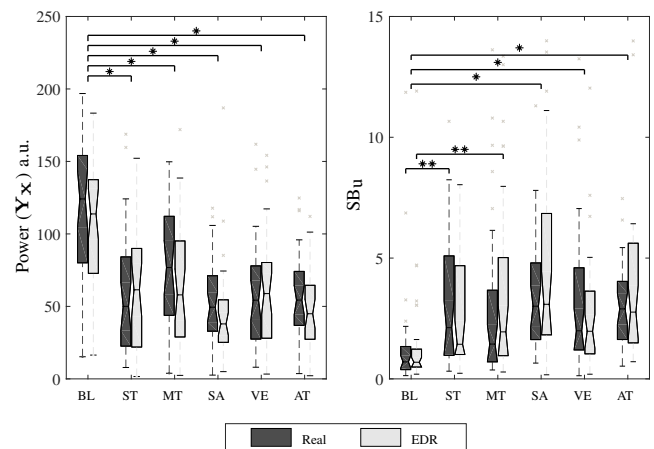 250
200
150
100
50
0
Power (Yx) a.u.
BL ST MT SA VE AT
* * * * *
15
10
5
0
SBu
BL ST MT SA VE AT
* * * ** **
Real EDR